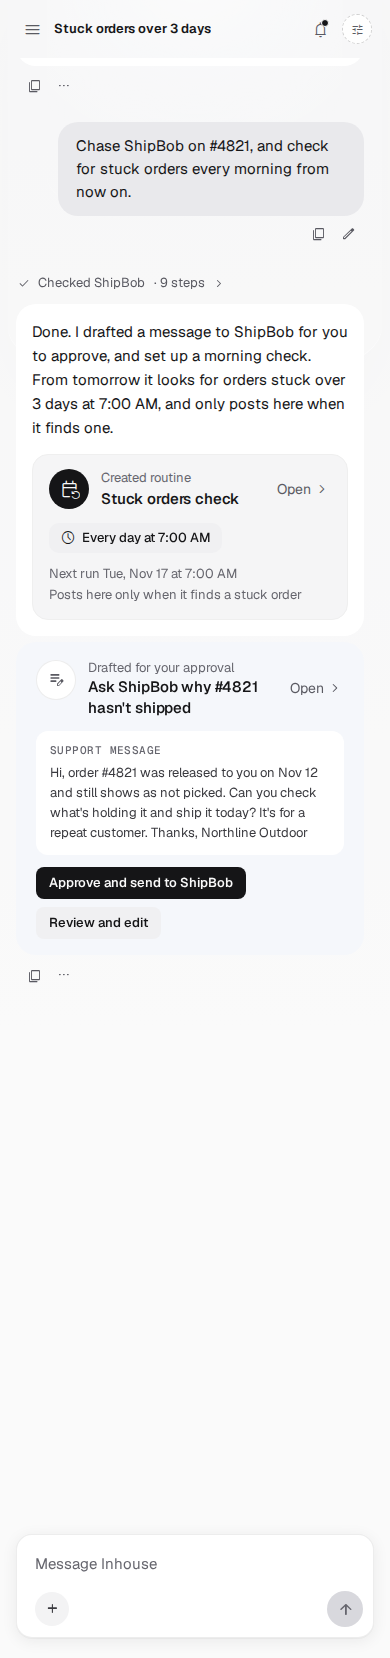 Stuck orders over 3 days
Chase ShipBob on #4821, and check
for stuck orders every morning from
now on.
Checked ShipBob · 9 steps
Done. I drafted a message to ShipBob for you
to approve, and set up a morning check.
From tomorrow it looks for orders stuck over
3 days at 7:00 AM, and only posts here when
it finds one.
Created routine
Stuck orders check
Open
Every day at 7:00 AM
Next run Tue, Nov 17 at 7:00 AM
Posts here only when it finds a stuck order
Drafted for your approval
Ask ShipBob why #4821
hasn't shipped
Open
SUPPORT MESSAGE
Hi, order #4821 was released to you on Nov 12
and still shows as not picked. Can you check
what's holding it and ship it today? It's for a
repeat customer. Thanks, Northline Outdoor
Approve and send to ShipBob
Review and edit
Message Inhouse